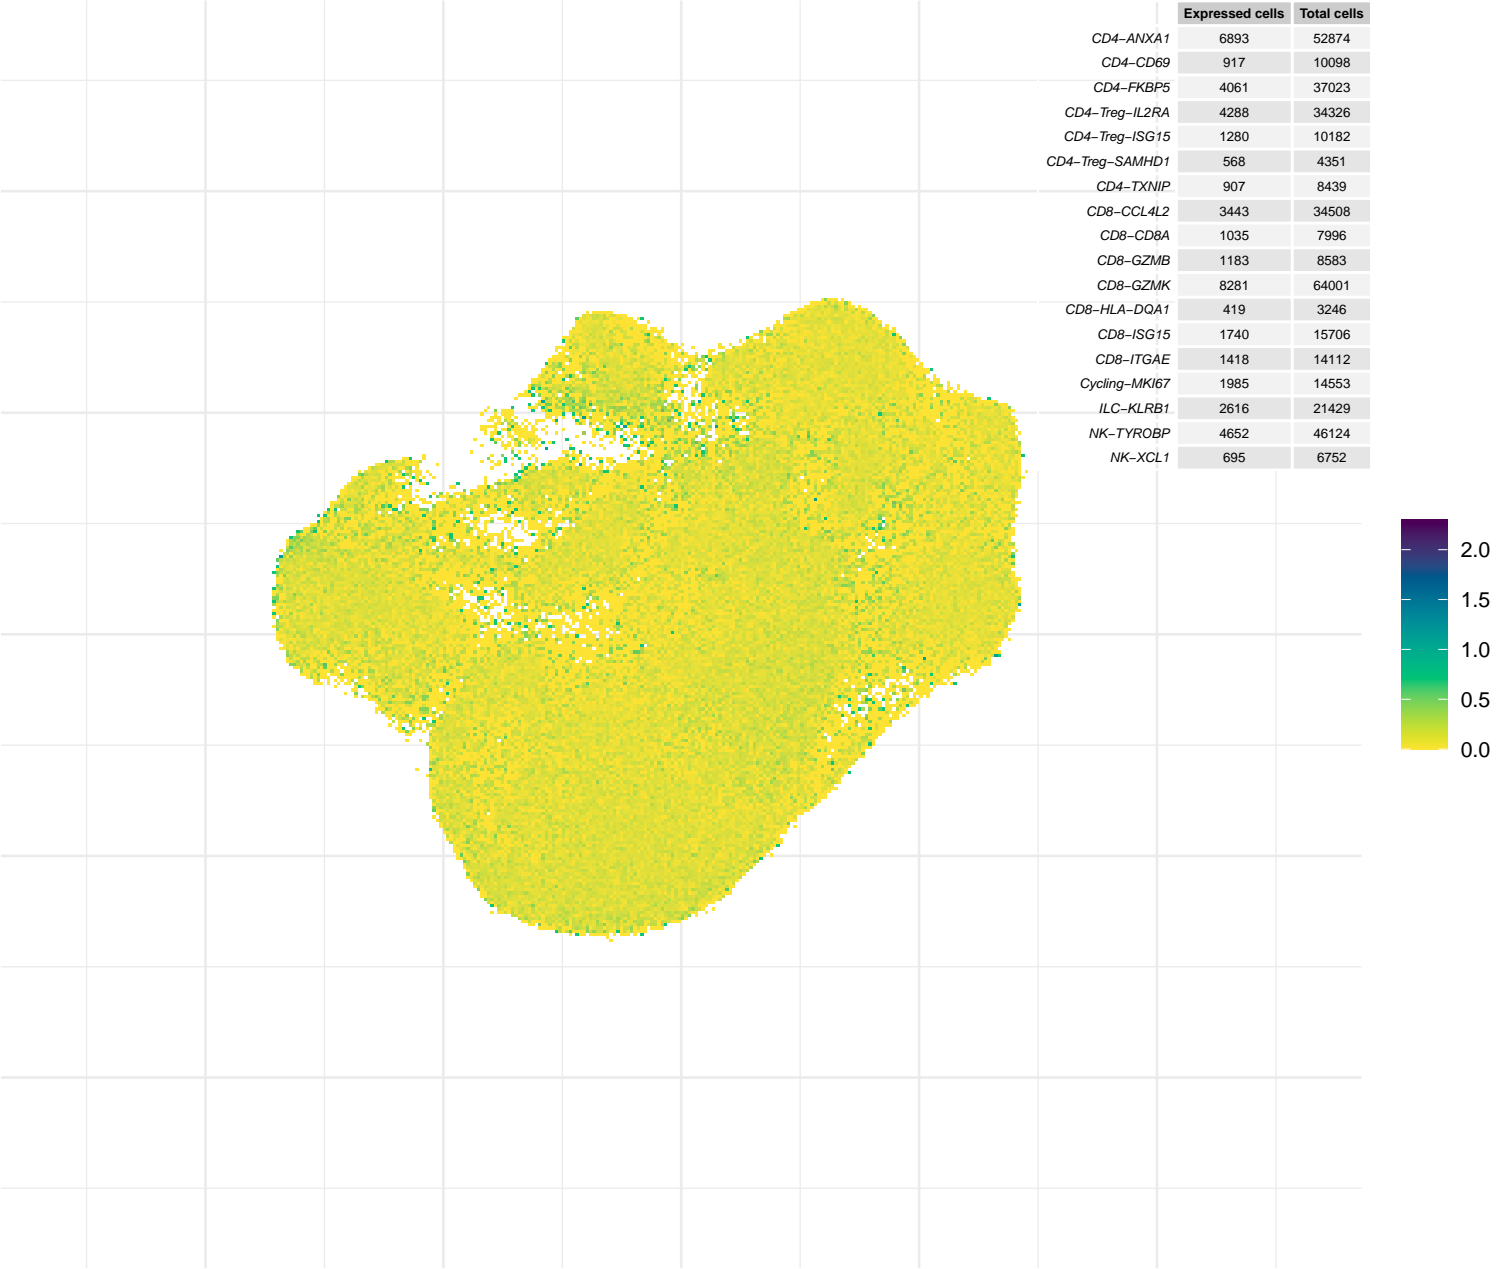 Expressed cells Total cells
CD4−ANXA1 6893 52874
CD4−CD69 917 10098
CD4−FKBP5 4061 37023
CD4−Treg−IL2RA 4288 34326
CD4−Treg−ISG15 1280 10182
CD4−Treg−SAMHD1 568 4351
CD4−TXNIP 907 8439
CD8−CCL4L2 3443 34508
CD8−CD8A 1035 7996
CD8−GZMB 1183 8583
CD8−GZMK 8281 64001
CD8−HLA−DQA1 419 3246
CD8−ISG15 1740 15706
CD8−ITGAE 1418 14112
Cycling−MKI67 1985 14553
ILC−KLRB1 2616 21429
NK−TYROBP 4652 46124
NK−XCL1 695 6752
2.0
1.5
1.0
0.5
0.0